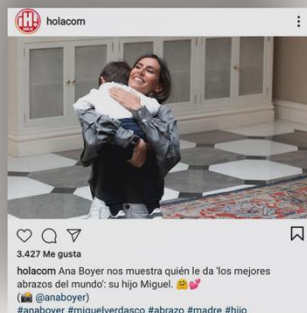 ¡H!
HOLA
holacom
3.427 Me gusta
holacom Ana Boyer nos muestra quién le da 'los mejores
abrazos del mundo': su hijo Miguel. 🤗💕
(📸 @anaboyer)
#anaboyer #miguelverdasco #abrazo #madre #hijo